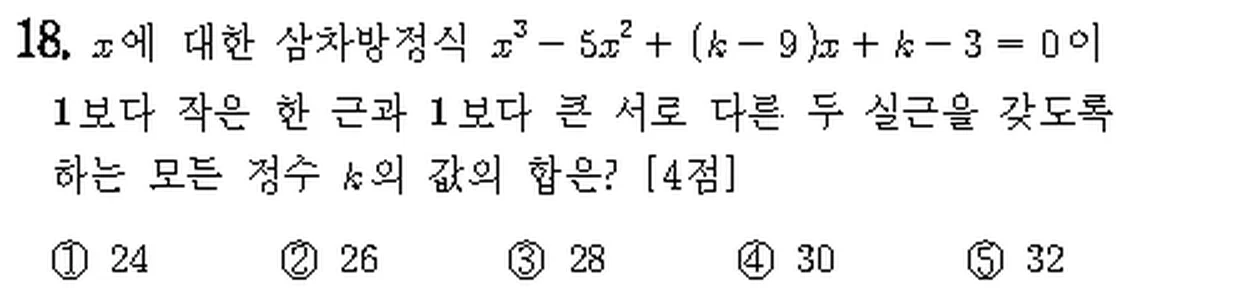 18. x에 대한 삼차방정식 x³ − 5x² + (k − 9)x + k − 3 = 0이
1보다 작은 한 근과 1보다 큰 서로 다른 두 실근을 갖도록
하는 모든 정수 k의 값의 합은? [4점]
① 24 ② 26 ③ 28 ④ 30 ⑤ 32